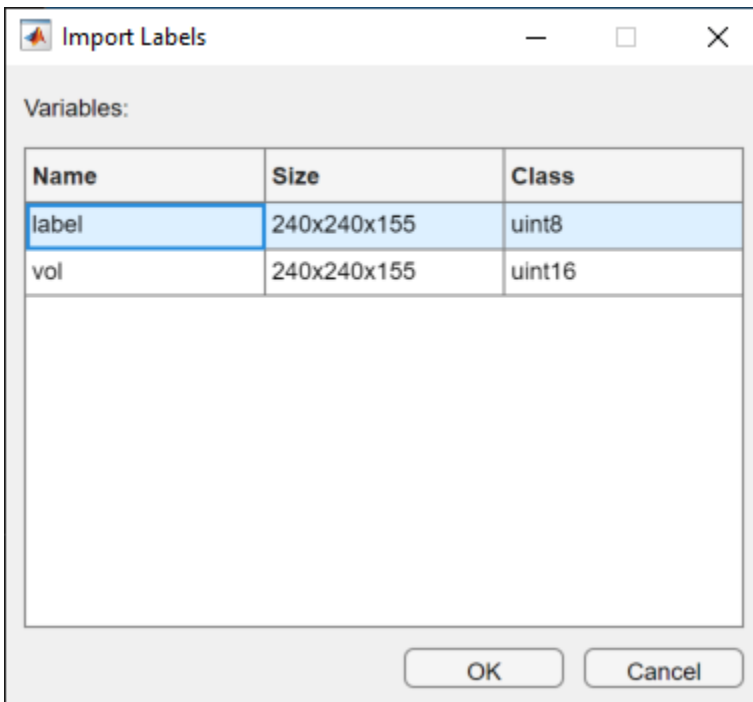 Import Labels
Variables:
Name Size Class
label 240x240x155 uint8
vol 240x240x155 uint16
OK Cancel